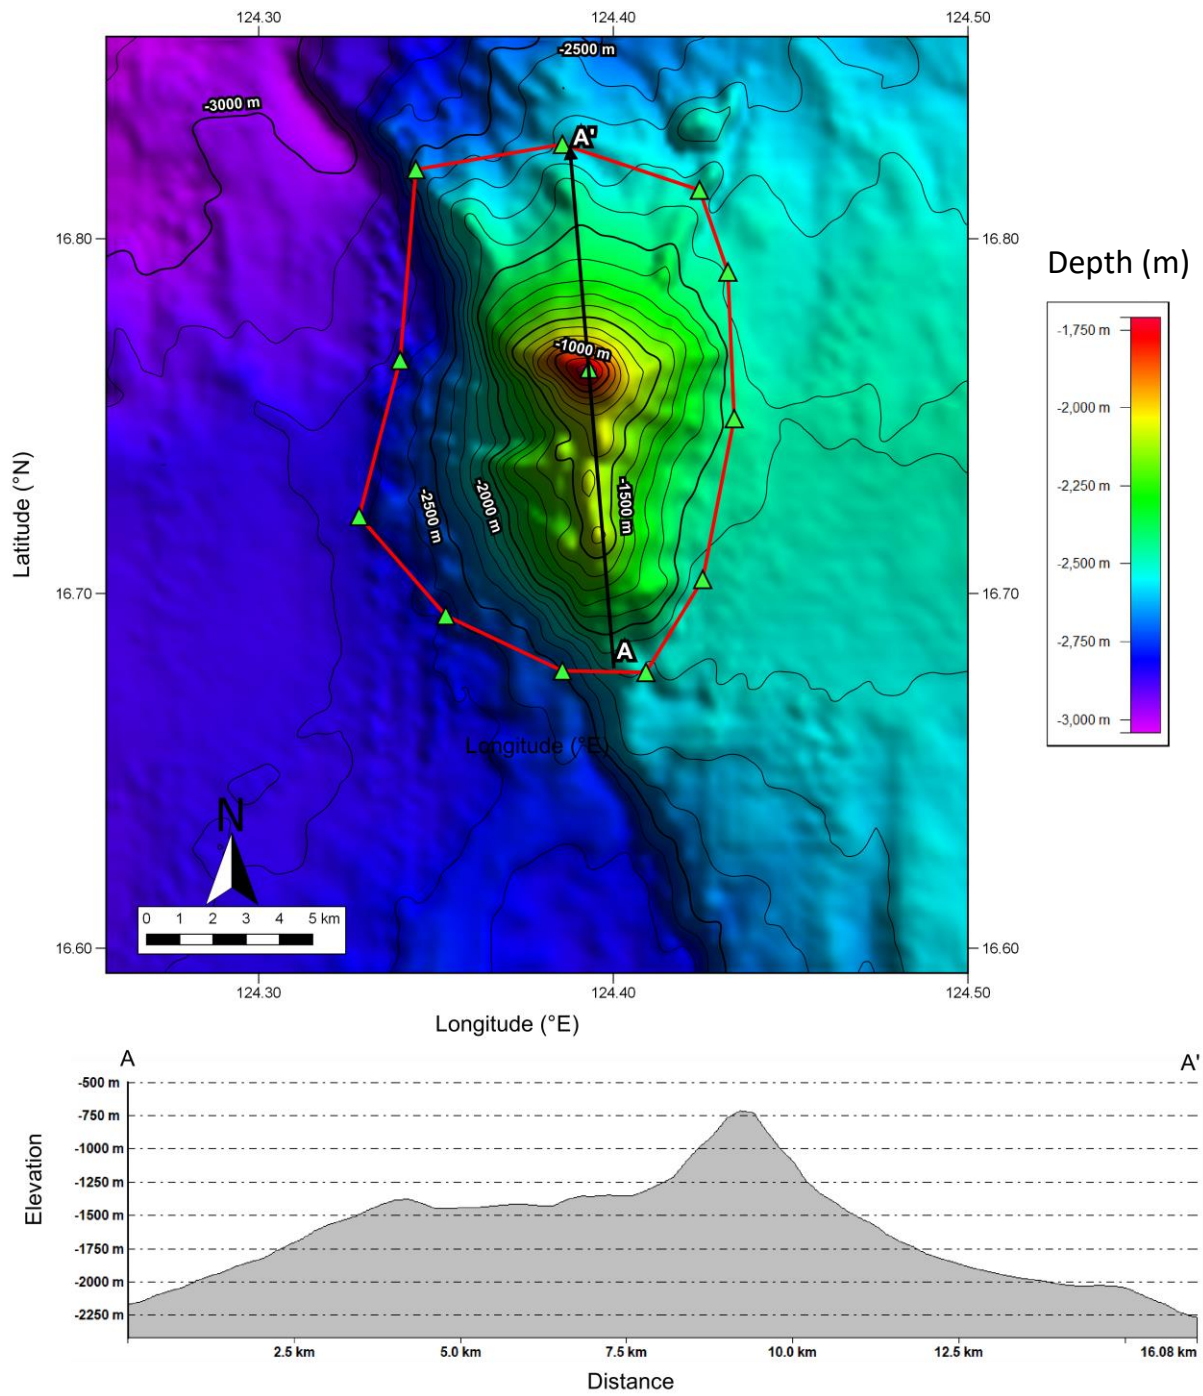 124.30 124.40 124.50
-2500 m
-3000 m
A'
16.80 16.80
Depth (m)
-1,750 m
-1000 m
-2,000 m
-2,250 m
-2500 m -2000 m -1500 m
-2,500 m
Latitude (°N)
16.70 16.70
-2,750 m
A
-3,000 m
Longitude (°E)
N
0 1 2 3 4 5 km
16.60 16.60
124.30 124.40 124.50
Longitude (°E)
A A'
-500 m
-750 m
-1000 m
-1250 m
Elevation
-1500 m
-1750 m
-2000 m
-2250 m
2.5 km 5.0 km 7.5 km 10.0 km 12.5 km 16.08 km
Distance